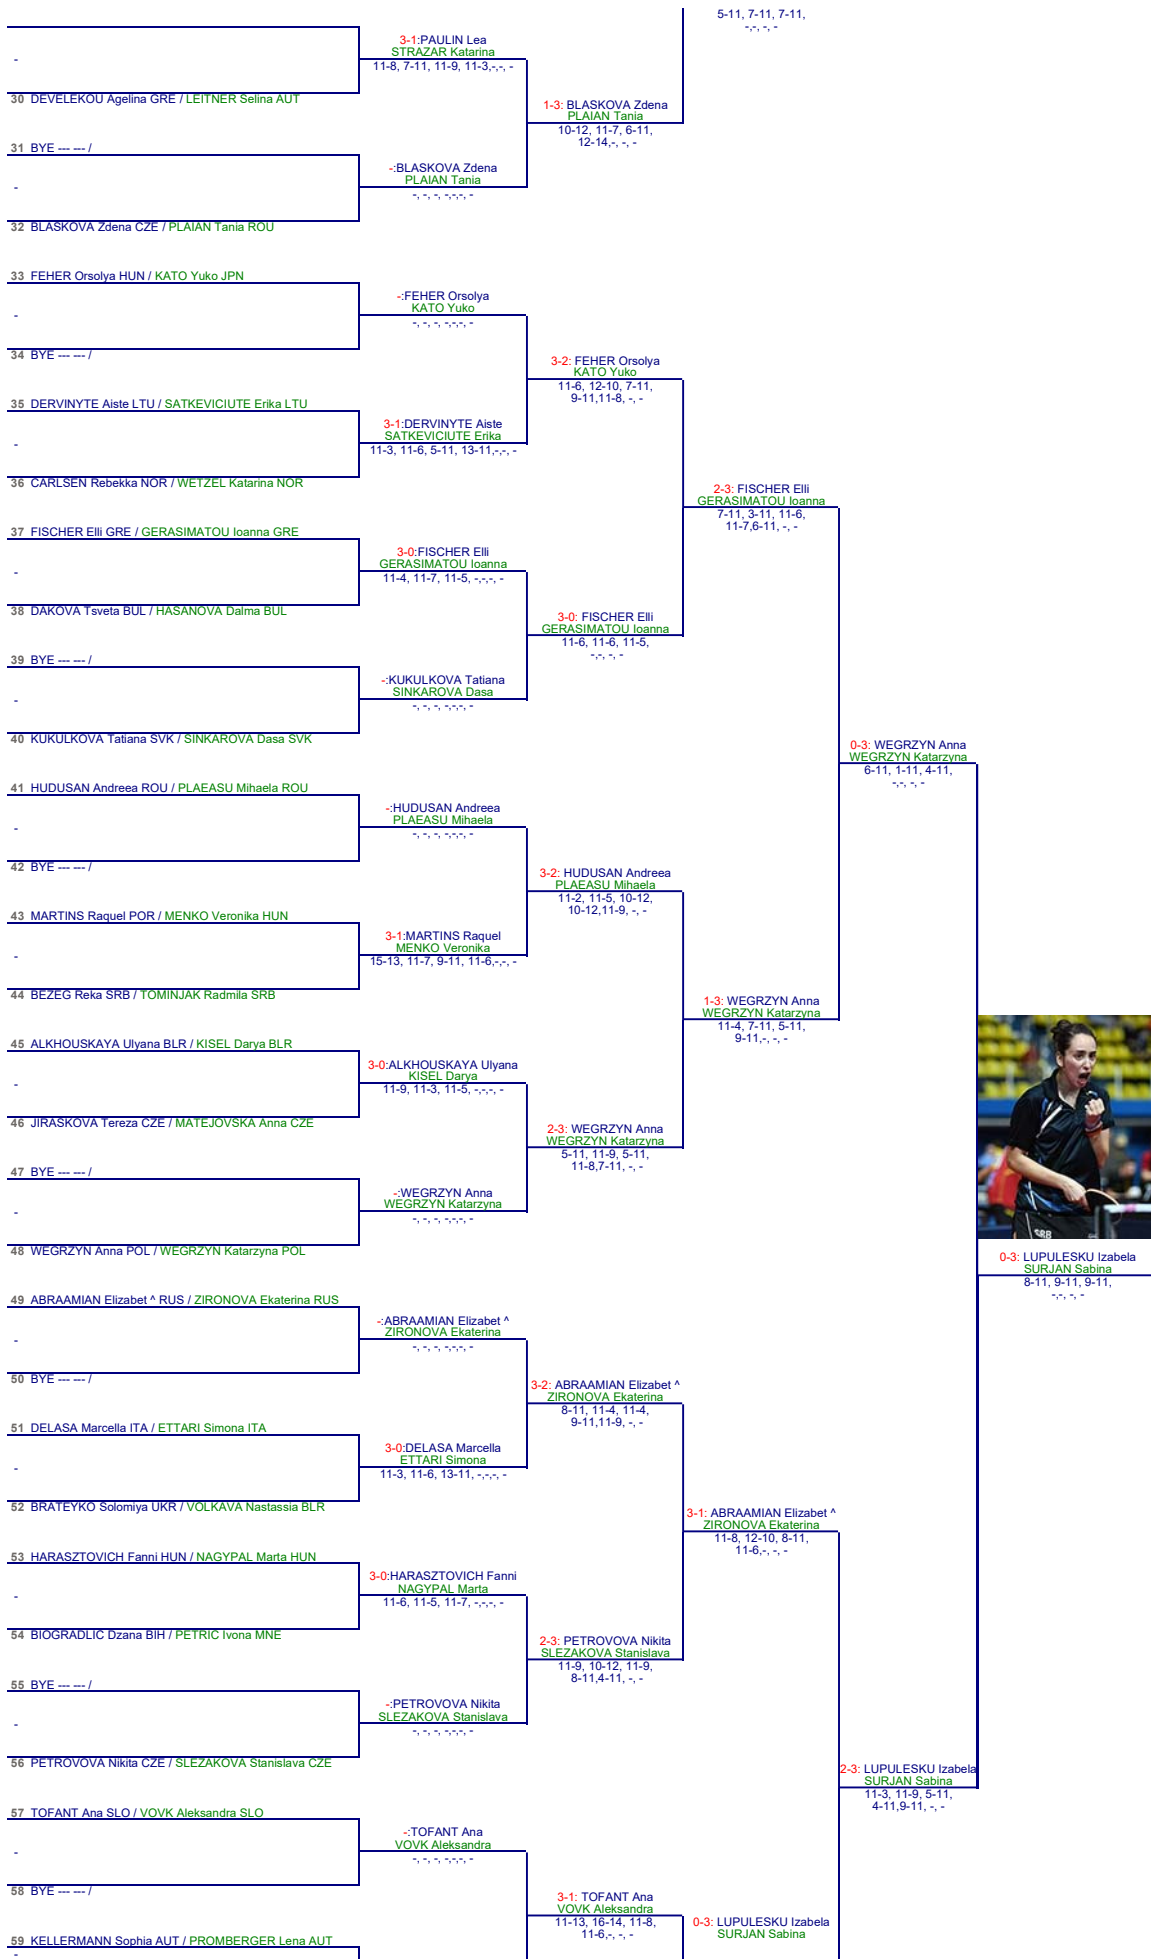 5-11, 7-11, 7-11,
-,-, -, -
3-1:PAULIN Lea
STRAZAR Katarina
11-8, 7-11, 11-9, 11-3,-,-, -
-
30 DEVELEKOU Agelina GRE / LEITNER Selina AUT
1-3: BLASKOVA Zdena
PLAIAN Tania
10-12, 11-7, 6-11,
12-14,-, -, -
31 BYE --- --- /
-:BLASKOVA Zdena
PLAIAN Tania
-, -, -, -,-,-, -
-
32 BLASKOVA Zdena CZE / PLAIAN Tania ROU
33 FEHER Orsolya HUN / KATO Yuko JPN
-:FEHER Orsolya
KATO Yuko
-, -, -, -,-,-, -
-
34 BYE --- --- /
3-2: FEHER Orsolya
KATO Yuko
11-6, 12-10, 7-11,
9-11,11-8, -, -
35 DERVINYTE Aiste LTU / SATKEVICIUTE Erika LTU
3-1:DERVINYTE Aiste
SATKEVICIUTE Erika
11-3, 11-6, 5-11, 13-11,-,-, -
-
36 CARLSEN Rebekka NOR / WETZEL Katarina NOR
2-3: FISCHER Elli
GERASIMATOU Ioanna
7-11, 3-11, 11-6,
11-7,6-11, -, -
37 FISCHER Elli GRE / GERASIMATOU Ioanna GRE
3-0:FISCHER Elli
GERASIMATOU Ioanna
11-4, 11-7, 11-5, -,-,-, -
-
38 DAKOVA Tsveta BUL / HASANOVA Dalma BUL
3-0: FISCHER Elli
GERASIMATOU Ioanna
11-6, 11-6, 11-5,
-,-, -, -
39 BYE --- --- /
-:KUKULKOVA Tatiana
SINKAROVA Dasa
-, -, -, -,-,-, -
-
40 KUKULKOVA Tatiana SVK / SINKAROVA Dasa SVK
0-3: WEGRZYN Anna
WEGRZYN Katarzyna
6-11, 1-11, 4-11,
-,-, -, -
41 HUDUSAN Andreea ROU / PLAEASU Mihaela ROU
-:HUDUSAN Andreea
PLAEASU Mihaela
-, -, -, -,-,-, -
-
42 BYE --- --- /
3-2: HUDUSAN Andreea
PLAEASU Mihaela
11-2, 11-5, 10-12,
10-12,11-9, -, -
43 MARTINS Raquel POR / MENKO Veronika HUN
3-1:MARTINS Raquel
MENKO Veronika
15-13, 11-7, 9-11, 11-6,-,-, -
-
44 BEZEG Reka SRB / TOMINJAK Radmila SRB
1-3: WEGRZYN Anna
WEGRZYN Katarzyna
11-4, 7-11, 5-11,
9-11,-, -, -
45 ALKHOUSKAYA Ulyana BLR / KISEL Darya BLR
3-0:ALKHOUSKAYA Ulyana
KISEL Darya
11-9, 11-3, 11-5, -,-,-, -
-
46 JIRASKOVA Tereza CZE / MATEJOVSKA Anna CZE
2-3: WEGRZYN Anna
WEGRZYN Katarzyna
5-11, 11-9, 5-11,
11-8,7-11, -, -
47 BYE --- --- /
-:WEGRZYN Anna
WEGRZYN Katarzyna
-, -, -, -,-,-, -
-
48 WEGRZYN Anna POL / WEGRZYN Katarzyna POL
SRB
0-3: LUPULESKU Izabela
SURJAN Sabina
8-11, 9-11, 9-11,
-,-, -, -
49 ABRAAMIAN Elizabet ^ RUS / ZIRONOVA Ekaterina RUS
-:ABRAAMIAN Elizabet ^
ZIRONOVA Ekaterina
-, -, -, -,-,-, -
-
50 BYE --- --- /
3-2: ABRAAMIAN Elizabet ^
ZIRONOVA Ekaterina
8-11, 11-4, 11-4,
9-11,11-9, -, -
51 DELASA Marcella ITA / ETTARI Simona ITA
3-0:DELASA Marcella
ETTARI Simona
11-3, 11-6, 13-11, -,-,-, -
-
52 BRATEYKO Solomiya UKR / VOLKAVA Nastassia BLR
3-1: ABRAAMIAN Elizabet ^
ZIRONOVA Ekaterina
11-8, 12-10, 8-11,
11-6,-, -, -
53 HARASZTOVICH Fanni HUN / NAGYPAL Marta HUN
3-0:HARASZTOVICH Fanni
NAGYPAL Marta
11-6, 11-5, 11-7, -,-,-, -
-
54 BIOGRADLIC Dzana BIH / PETRIC Ivona MNE
2-3: PETROVOVA Nikita
SLEZAKOVA Stanislava
11-9, 10-12, 11-9,
8-11,4-11, -, -
55 BYE --- --- /
-:PETROVOVA Nikita
SLEZAKOVA Stanislava
-, -, -, -,-,-, -
-
56 PETROVOVA Nikita CZE / SLEZAKOVA Stanislava CZE
2-3: LUPULESKU Izabela
SURJAN Sabina
11-3, 11-9, 5-11,
4-11,9-11, -, -
57 TOFANT Ana SLO / VOVK Aleksandra SLO
-:TOFANT Ana
VOVK Aleksandra
-, -, -, -,-,-, -
-
58 BYE --- --- /
3-1: TOFANT Ana
VOVK Aleksandra
11-13, 16-14, 11-8,
11-6,-, -, -
0-3: LUPULESKU Izabela
SURJAN Sabina
59 KELLERMANN Sophia AUT / PROMBERGER Lena AUT
-